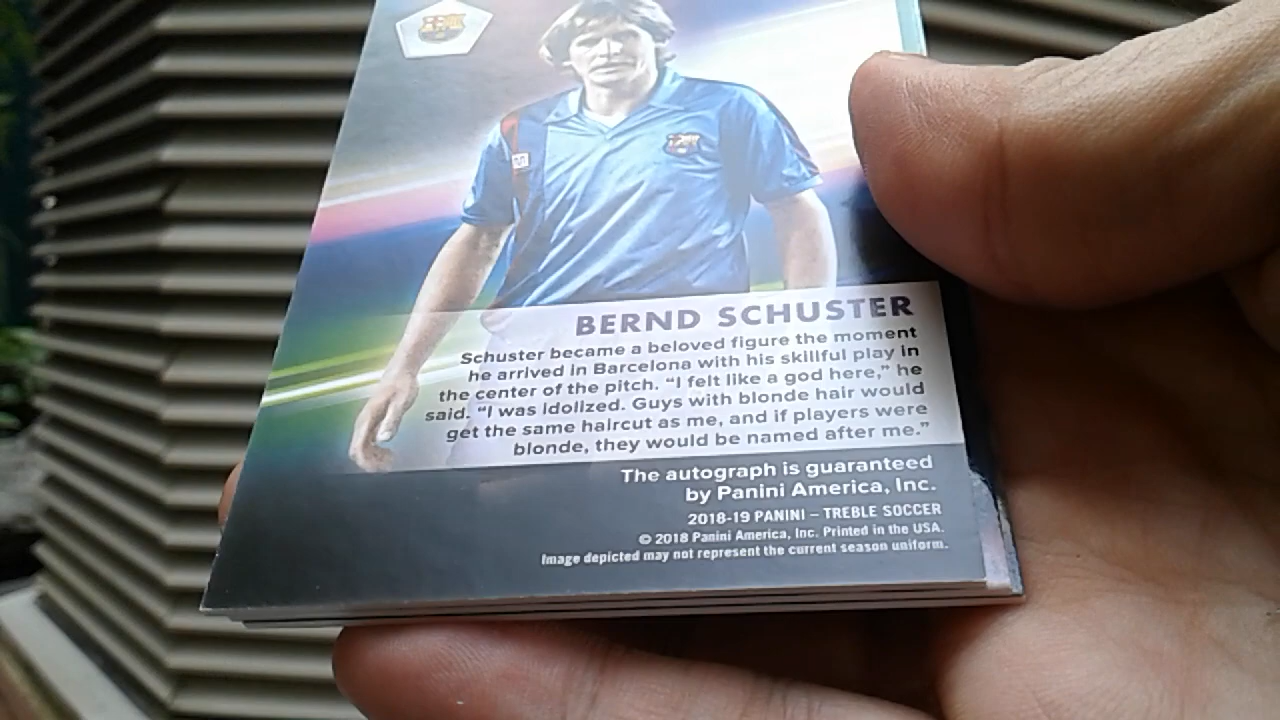 BERND SCHUSTER
Schuster became a beloved figure the moment
he arrived in Barcelona with his skillful play in
the center of the pitch. “I felt like a god here,” he
said. “I was idolized. Guys with blonde hair would
get the same haircut as me, and if players were
blonde, they would be named after me.”
The autograph is guaranteed
by Panini America, Inc.
2018-19 PANINI – TREBLE SOCCER
© 2018 Panini America, Inc. Printed in the USA.
Image depicted may not represent the current season uniform.